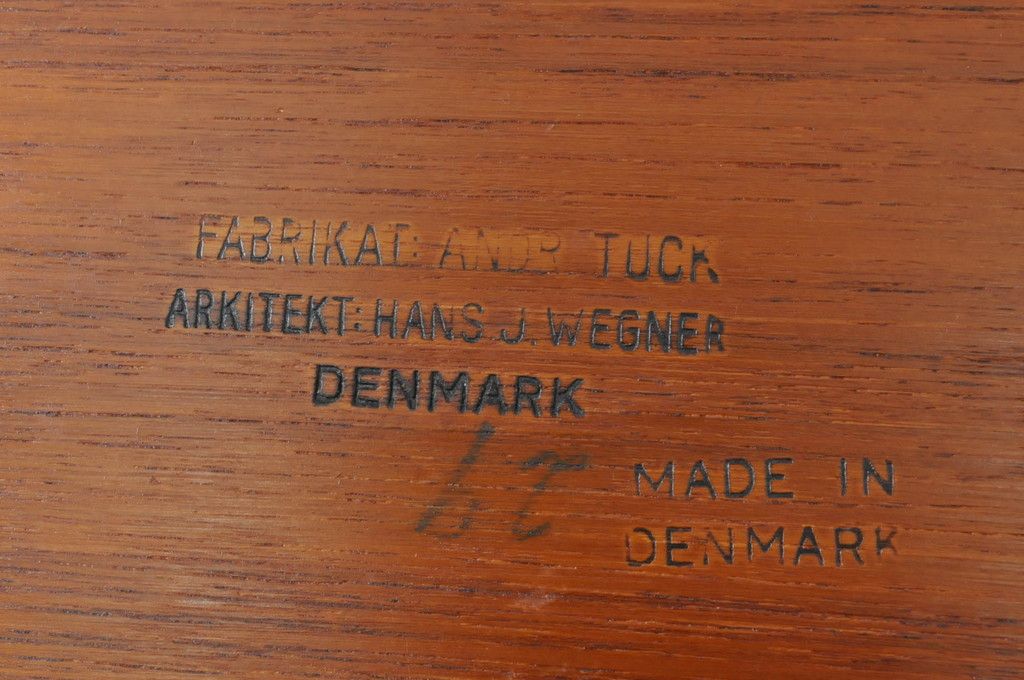 FABRIKAT: ANDR TUCK
ARKITEKT: HANS J. WEGNER
DENMARK
MADE IN
DENMARK